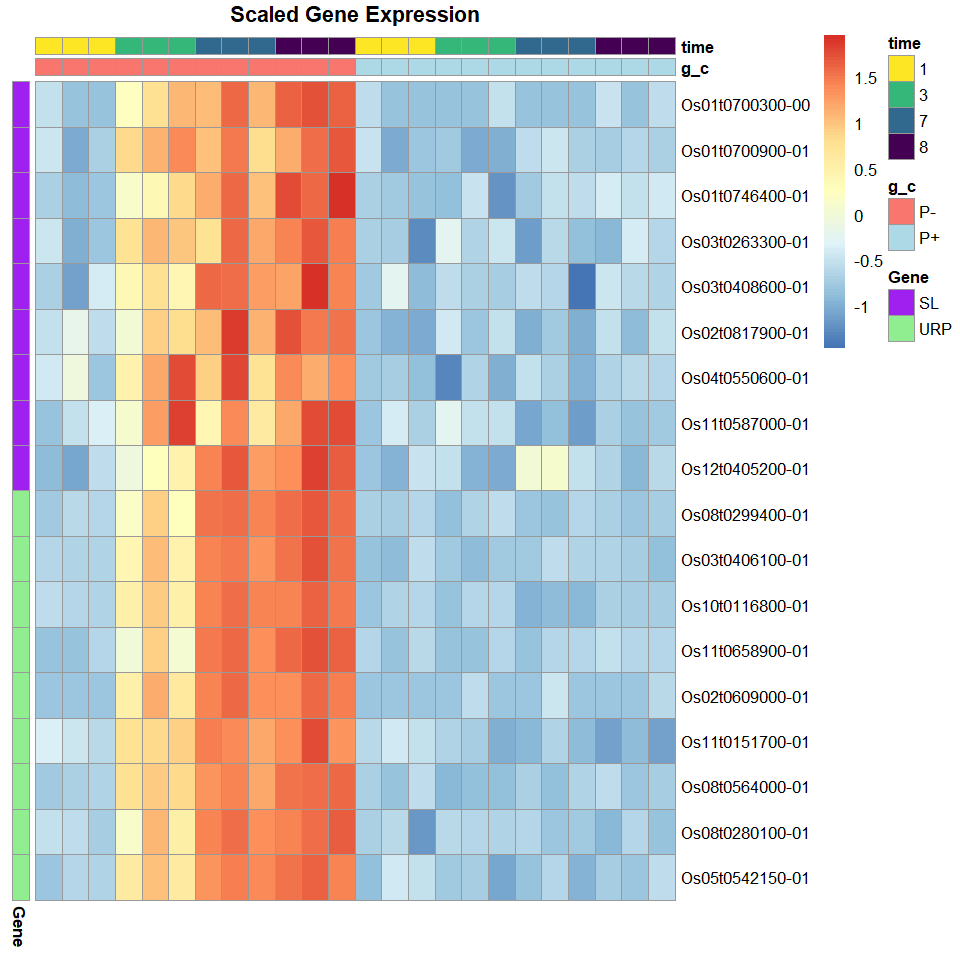 Scaled Gene Expression
time
g_c
Os01t0700300-00
Os01t0700900-01
Os01t0746400-01
Os03t0263300-01
Os03t0408600-01
Os02t0817900-01
Os04t0550600-01
Os11t0587000-01
Os12t0405200-01
Os08t0299400-01
Os03t0406100-01
Os10t0116800-01
Os11t0658900-01
Os02t0609000-01
Os11t0151700-01
Os08t0564000-01
Os08t0280100-01
Os05t0542150-01
Gene
1.5
1
0.5
0
-0.5
-1
time
1
3
7
8
g_c
P-
P+
Gene
SL
URP